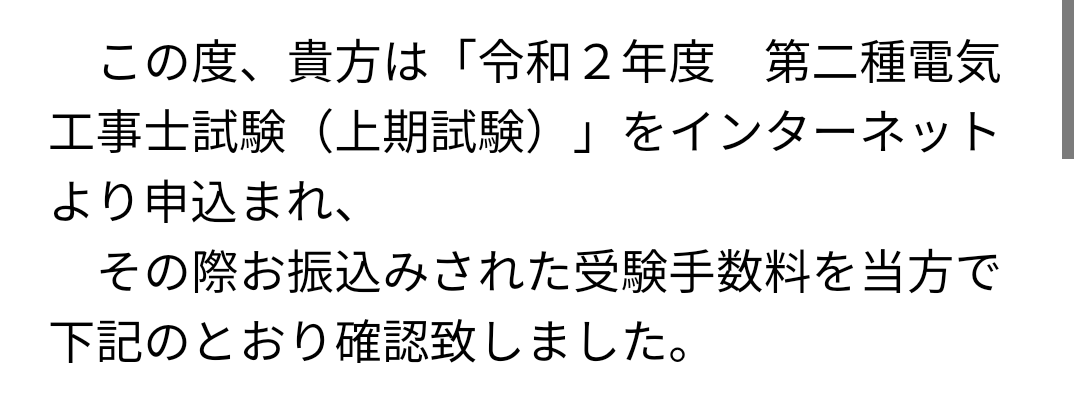 この度、貴方は「令和２年度　第二種電気
工事士試験（上期試験）」をインターネット
より申込まれ、
　その際お振込みされた受験手数料を当方で
下記のとおり確認致しました。